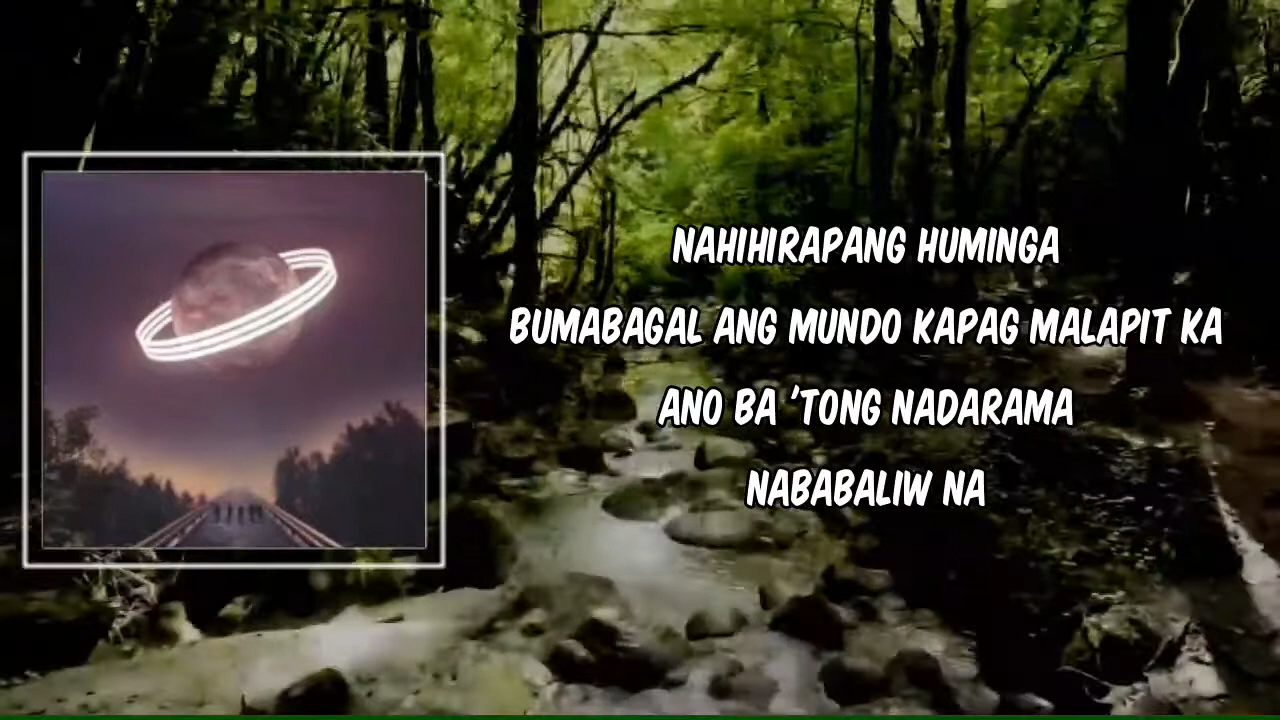 NAHIHIRAPANG HUMINGA
BUMABAGAL ANG MUNDO KAPAG MALAPIT KA
ANO BA 'TONG NADARAMA
NABABALIW NA